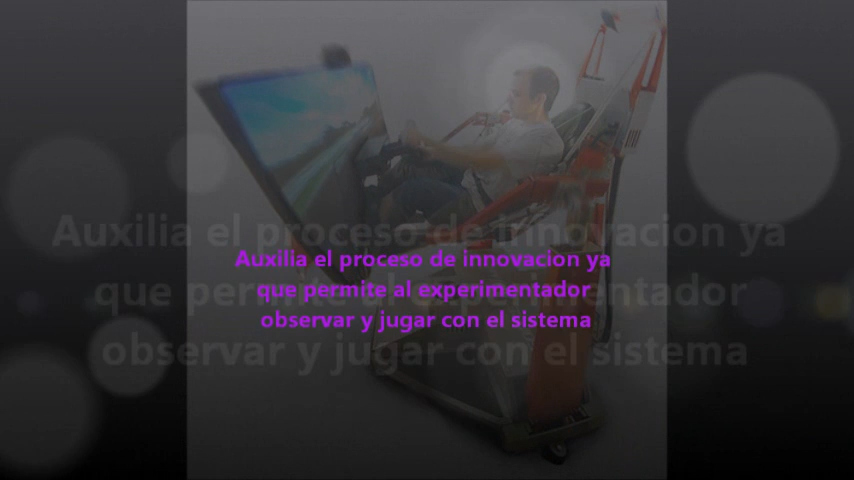 Auxilia el proceso de innovacion ya
que permite al experimentador
observar y jugar con el sistema